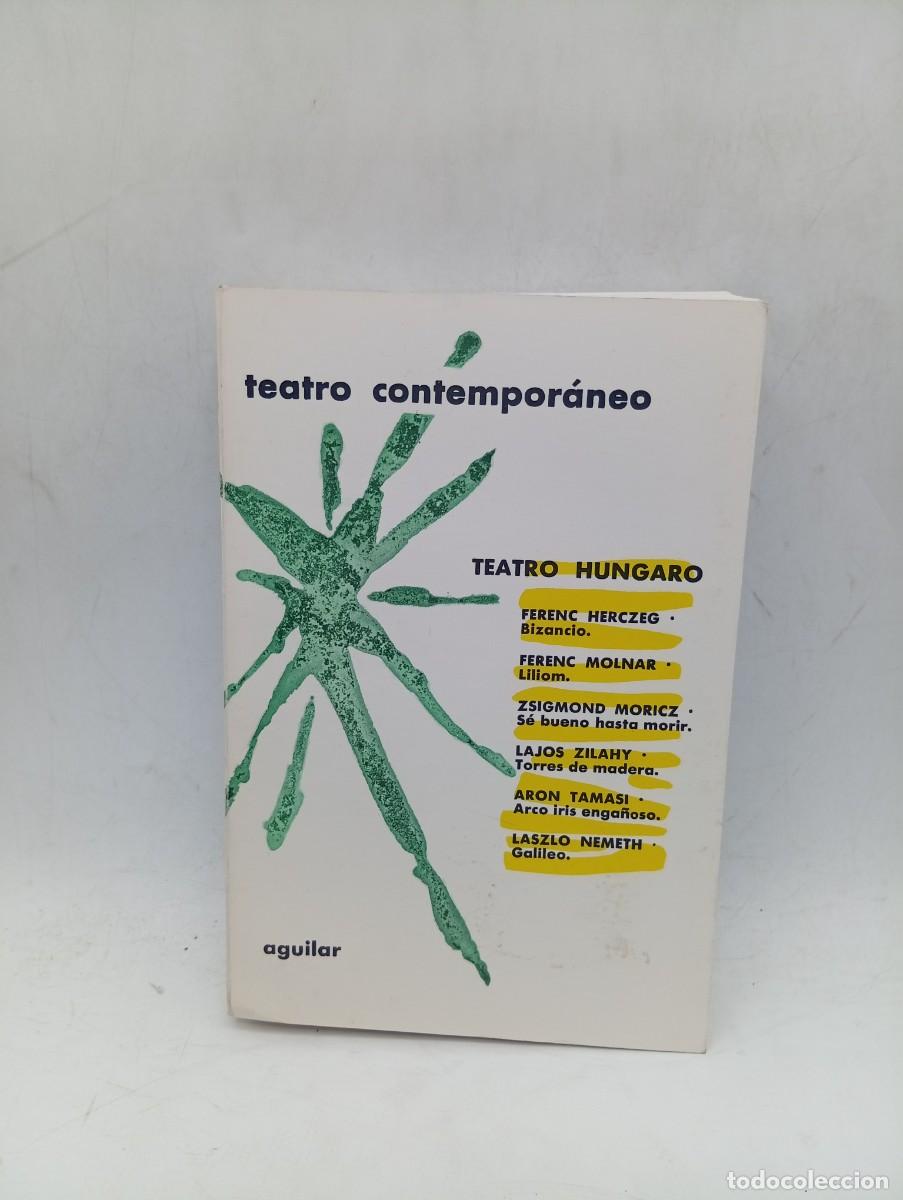 teatro contemporáneo
TEATRO HUNGARO
FERENC HERCZEG ·
Bizancio.
FERENC MOLNAR ·
Liliom.
ZSIGMOND MORICZ ·
Sé bueno hasta morir.
LAJOS ZILAHY ·
Torres de madera.
ARON TAMASI ·
Arco iris engañoso.
LASZLO NEMETH ·
Galileo.
aguilar
todocoleccion